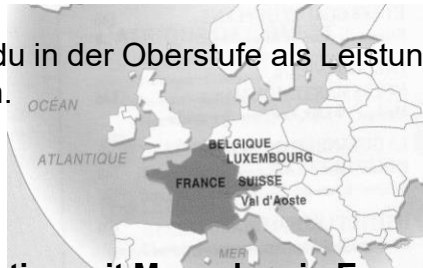 du in der Oberstufe als Leistun
n.
OCÉAN
ATLANTIQUE
BELGIQUE
LUXEMBOURG
FRANCE SUISSE
Val d'Aoste
MER